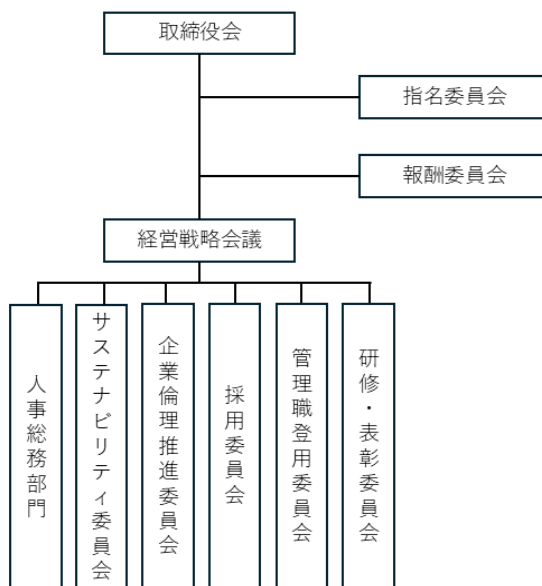 取締役会
指名委員会
報酬委員会
経営戦略会議
人事総務部門
サステナビリティ委員会
企業倫理推進委員会
採用委員会
管理職登用委員会
研修・表彰委員会